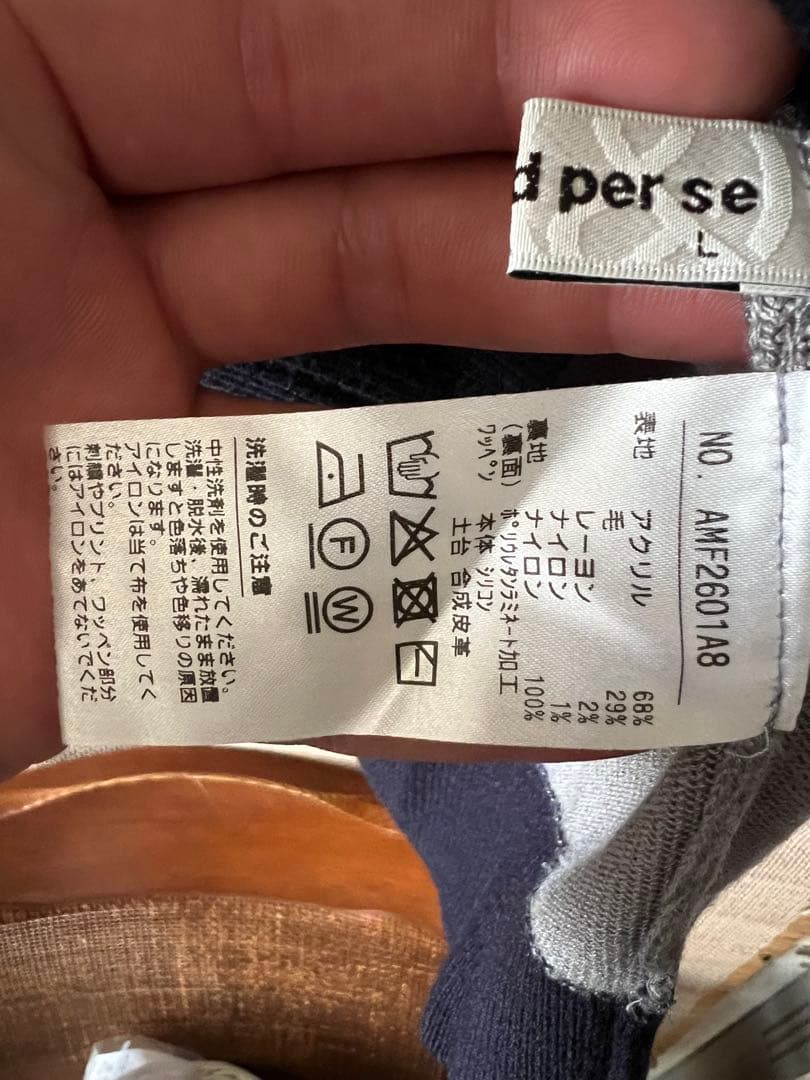 d per se
L
NO. AMF2601A8
表地 アクリル 68%
毛 29%
レーヨン 2%
ナイロン 1%
裏地 ナイロン 100%
(裏面) ポリウレタンラミネート加工
ワッペン 本体 シリコン
土台 合成皮革
F W
洗濯時のご注意
中性洗剤を使用してください。
洗濯・脱水後、濡れたまま放置
しますと色落ちや色移りの原因
になります。
アイロンは当て布を使用してく
ださい。
刺繍やプリント、ワッペン部分
にはアイロンをあてないでくだ
さい。